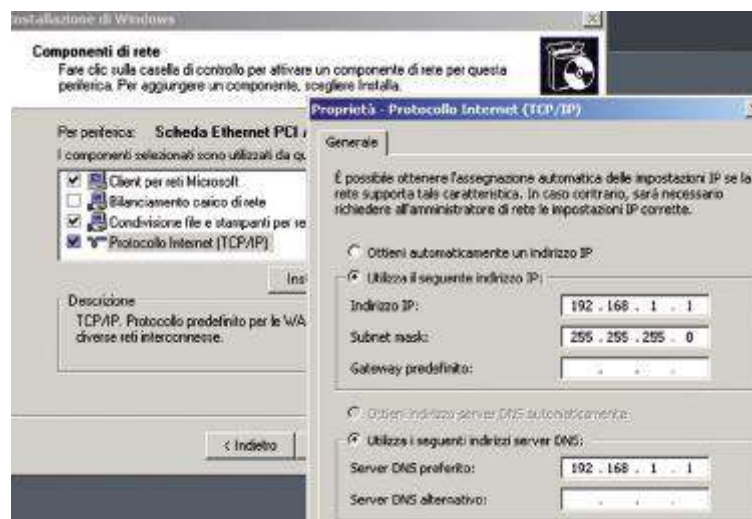 Installazione di Windows
Componenti di rete
Fare clic sulla casella di controllo per attivare un componente di rete per questa
periferica. Per aggiungere un componente, scegliere Installa.
Per periferica: Scheda Ethernet PCI
I componenti selezionati sono utilizzati da qu
Client per reti Microsoft
Bilanciamento carico di rete
Condivisione file e stampanti per re
Protocollo Internet (TCP/IP)
Ins
Descrizione
TCP/IP. Protocollo predefinito per le WA
diverse reti interconnesse.
< Indietro
Proprietà - Protocollo Internet (TCP/IP)
Generale
È possibile ottenere l'assegnazione automatica delle impostazioni IP se la
rete supporta tale caratteristica. In caso contrario, sarà necessario
richiedere all'amministratore di rete le impostazioni IP corrette.
Ottieni automaticamente un indirizzo IP
Utilizza il seguente indirizzo IP:
Indirizzo IP: 192 . 168 . 1 . 1
Subnet mask: 255 . 255 . 255 . 0
Gateway predefinito: . . .
Ottieni indirizzo server DNS automaticamente
Utilizza i seguenti indirizzi server DNS:
Server DNS preferito: 192 . 168 . 1 . 1
Server DNS alternativo: . . .